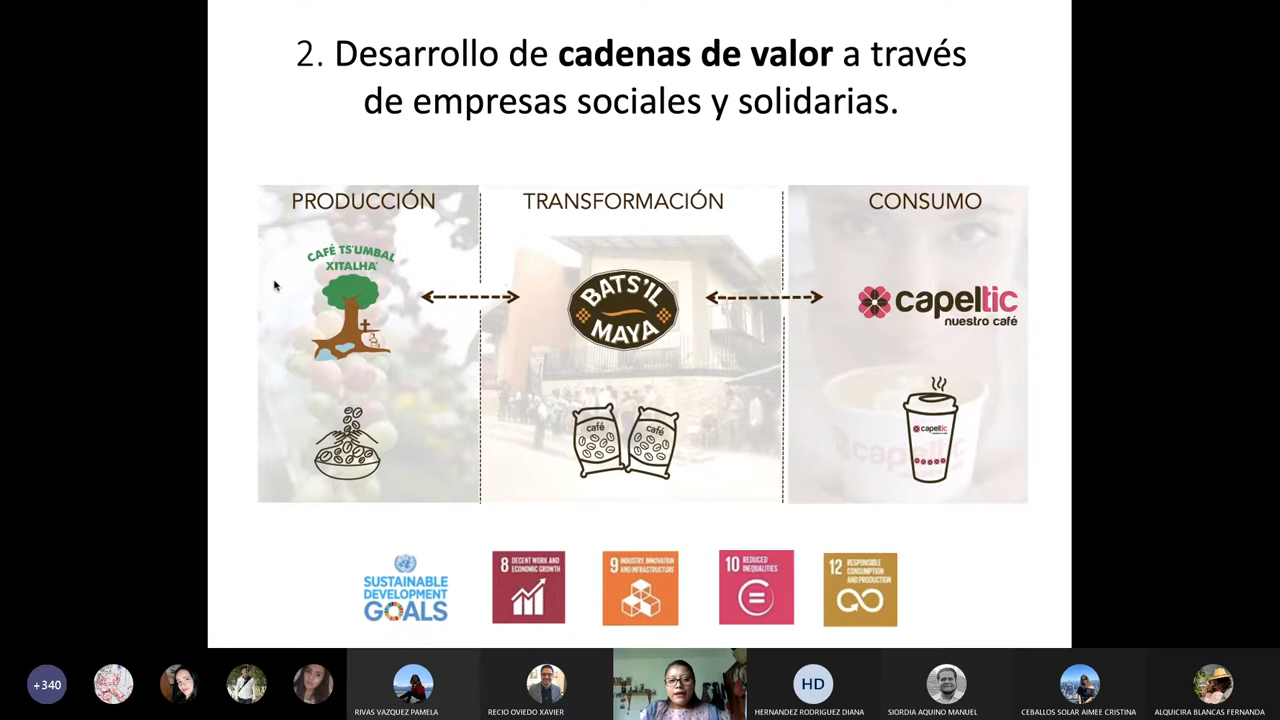 2. Desarrollo de cadenas de valor a través
de empresas sociales y solidarias.
PRODUCCIÓN
TRANSFORMACIÓN
CONSUMO
CAFÉ TS'UMBAL
XITALHA'
BATS'IL
MAYA
capeltic
nuestro café
café
café
capeltic
capeltic
SUSTAINABLE
DEVELOPMENT
GOALS
8 DECENT WORK AND
ECONOMIC GROWTH
9 INDUSTRY, INNOVATION
AND INFRASTRUCTURE
10 REDUCED
INEQUALITIES
12 RESPONSIBLE
CONSUMPTION
AND PRODUCTION
+340
RIVAS VAZQUEZ PAMELA
RECIO OVIEDO XAVIER
HD
HERNANDEZ RODRIGUEZ DIANA
SIORDIA AQUINO MANUEL
CEBALLOS SOLAR AIMEE CRISTINA
ALQUICIRA BLANCAS FERNANDA